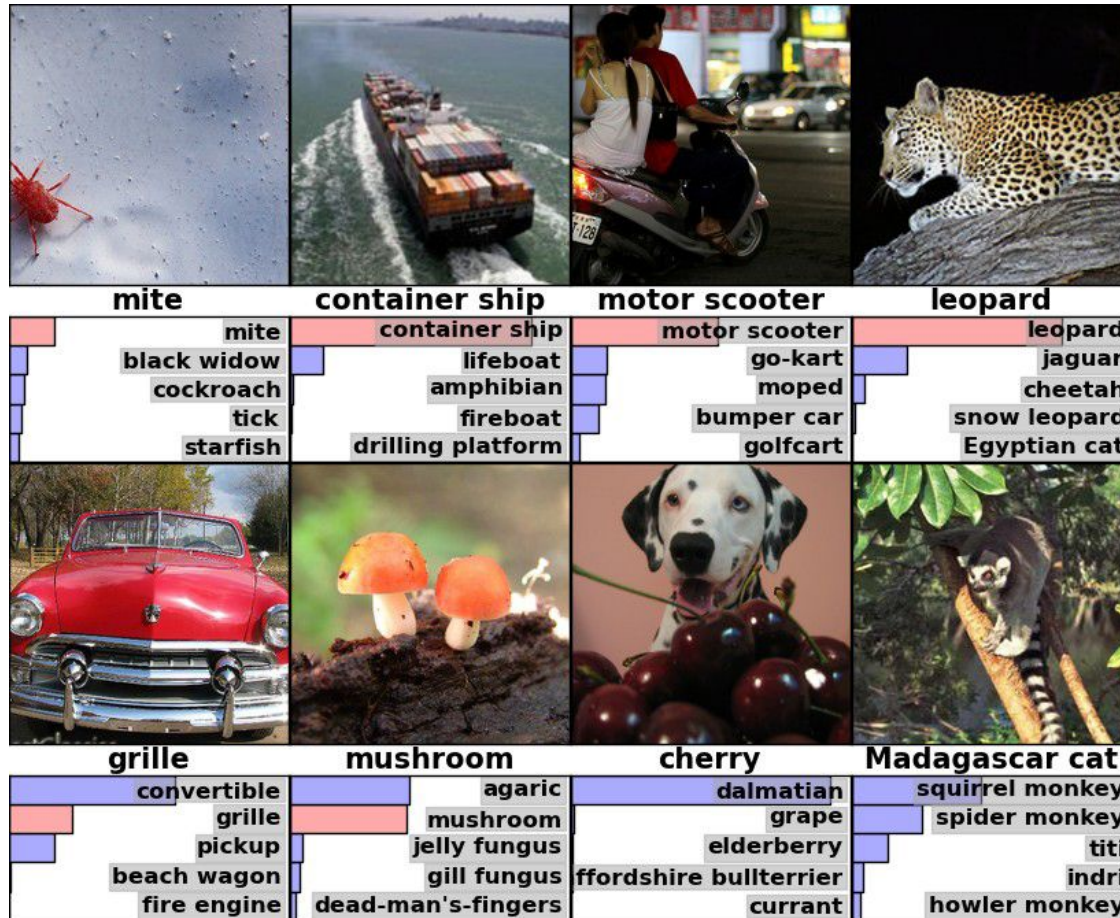 mite
container ship
motor scooter
leopard
mite
black widow
cockroach
tick
starfish
container ship
lifeboat
amphibian
fireboat
drilling platform
motor scooter
go-kart
moped
bumper car
golfcart
leopard
jaguar
cheetah
snow leopard
Egyptian cat
grille
mushroom
cherry
Madagascar cat
convertible
grille
pickup
beach wagon
fire engine
agaric
mushroom
jelly fungus
gill fungus
dead-man's-fingers
dalmatian
grape
elderberry
ffordshire bullterrier
currant
squirrel monkey
spider monkey
titi
indri
howler monkey